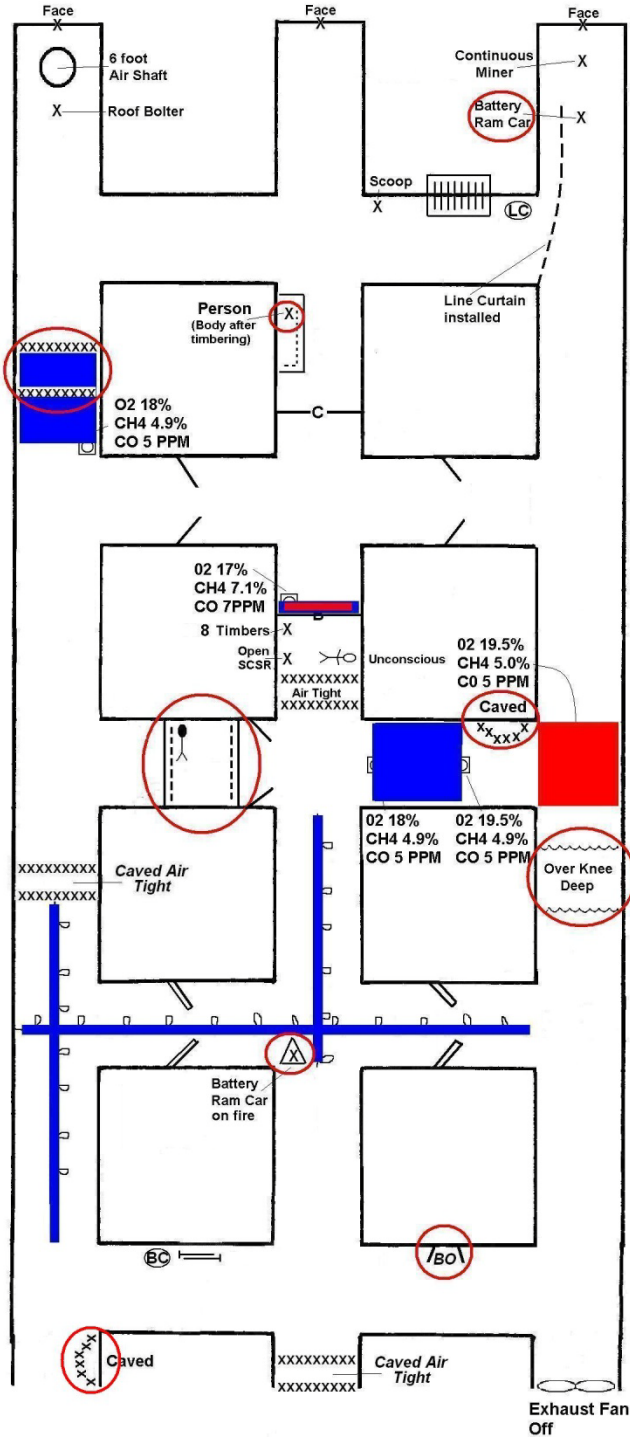 Face
Face
Face
6 foot
Air Shaft
Roof Bolter
X
X
X
X
Continuous
Miner
X
Battery
Ram Car
X
Scoop
X
LC
Person
(Body after
timbering)
X
Line Curtain
installed
XXXXXXXXX
XXXXXXXXX
O2 18%
CH4 4.9%
CO 5 PPM
C
02 17%
CH4 7.1%
CO 7PPM
B
8 Timbers X
Open
SCSR
X
Unconscious
XXXXXXXXX
Air Tight
XXXXXXXXX
02 19.5%
CH4 5.0%
C0 5 PPM
Caved
XXXXXX
02 18%
CH4 4.9%
CO 5 PPM
02 19.5%
CH4 4.9%
CO 5 PPM
XXXXXXXXX
XXXXXXXXX
Caved Air
Tight
Over Knee
Deep
X
Battery
Ram Car
on fire
BC
BO
Caved
XXXXXX
XXXXXXXXX
XXXXXXXXX
Caved Air
Tight
Exhaust Fan
Off